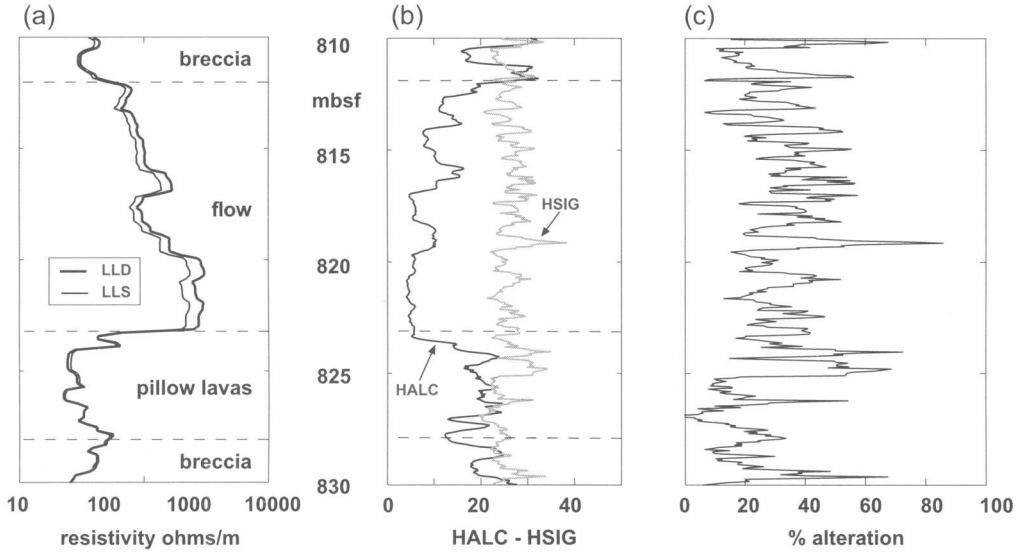 (a)
breccia
flow
LLD
LLS
pillow lavas
breccia
10 100 1000 10000
resistivity ohms/m
(b)
810
mbsf
815
820
825
830
HSIG
HALC
0 20 40
HALC - HSIG
(c)
0 20 40 60 80 100
% alteration